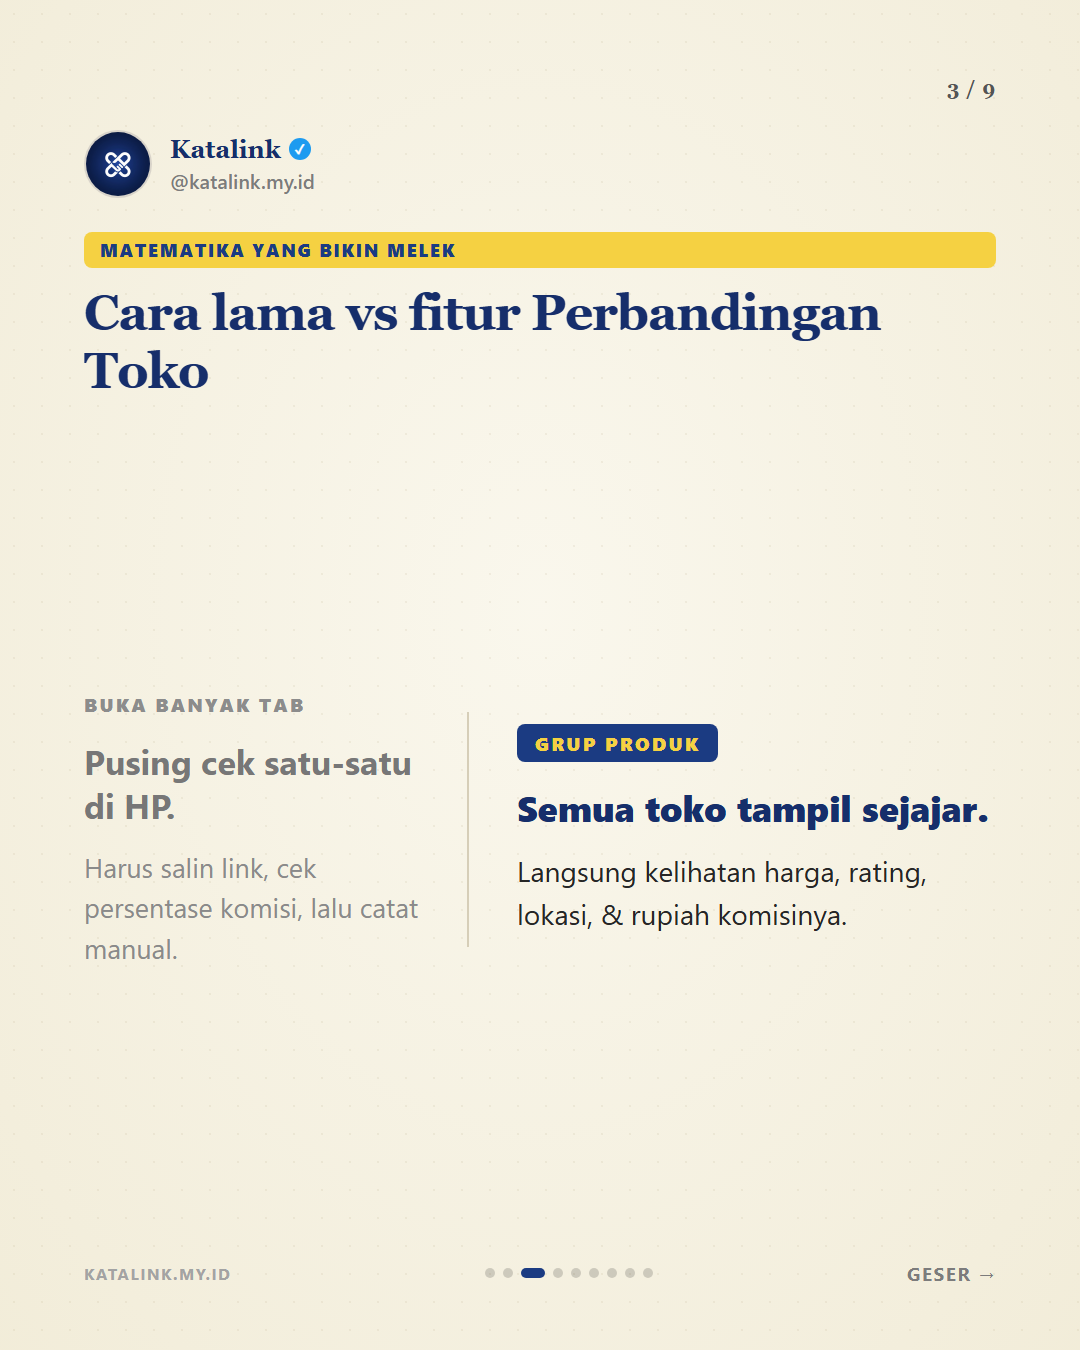 3 / 9
Katalink
@katalink.my.id
MATEMATIKA YANG BIKIN MELEK
Cara lama vs fitur Perbandingan
Toko
BUKA BANYAK TAB
Pusing cek satu-satu
di HP.
Harus salin link, cek
persentase komisi, lalu catat
manual.
GRUP PRODUK
Semua toko tampil sejajar.
Langsung kelihatan harga, rating,
lokasi, & rupiah komisinya.
KATALINK.MY.ID
GESER →